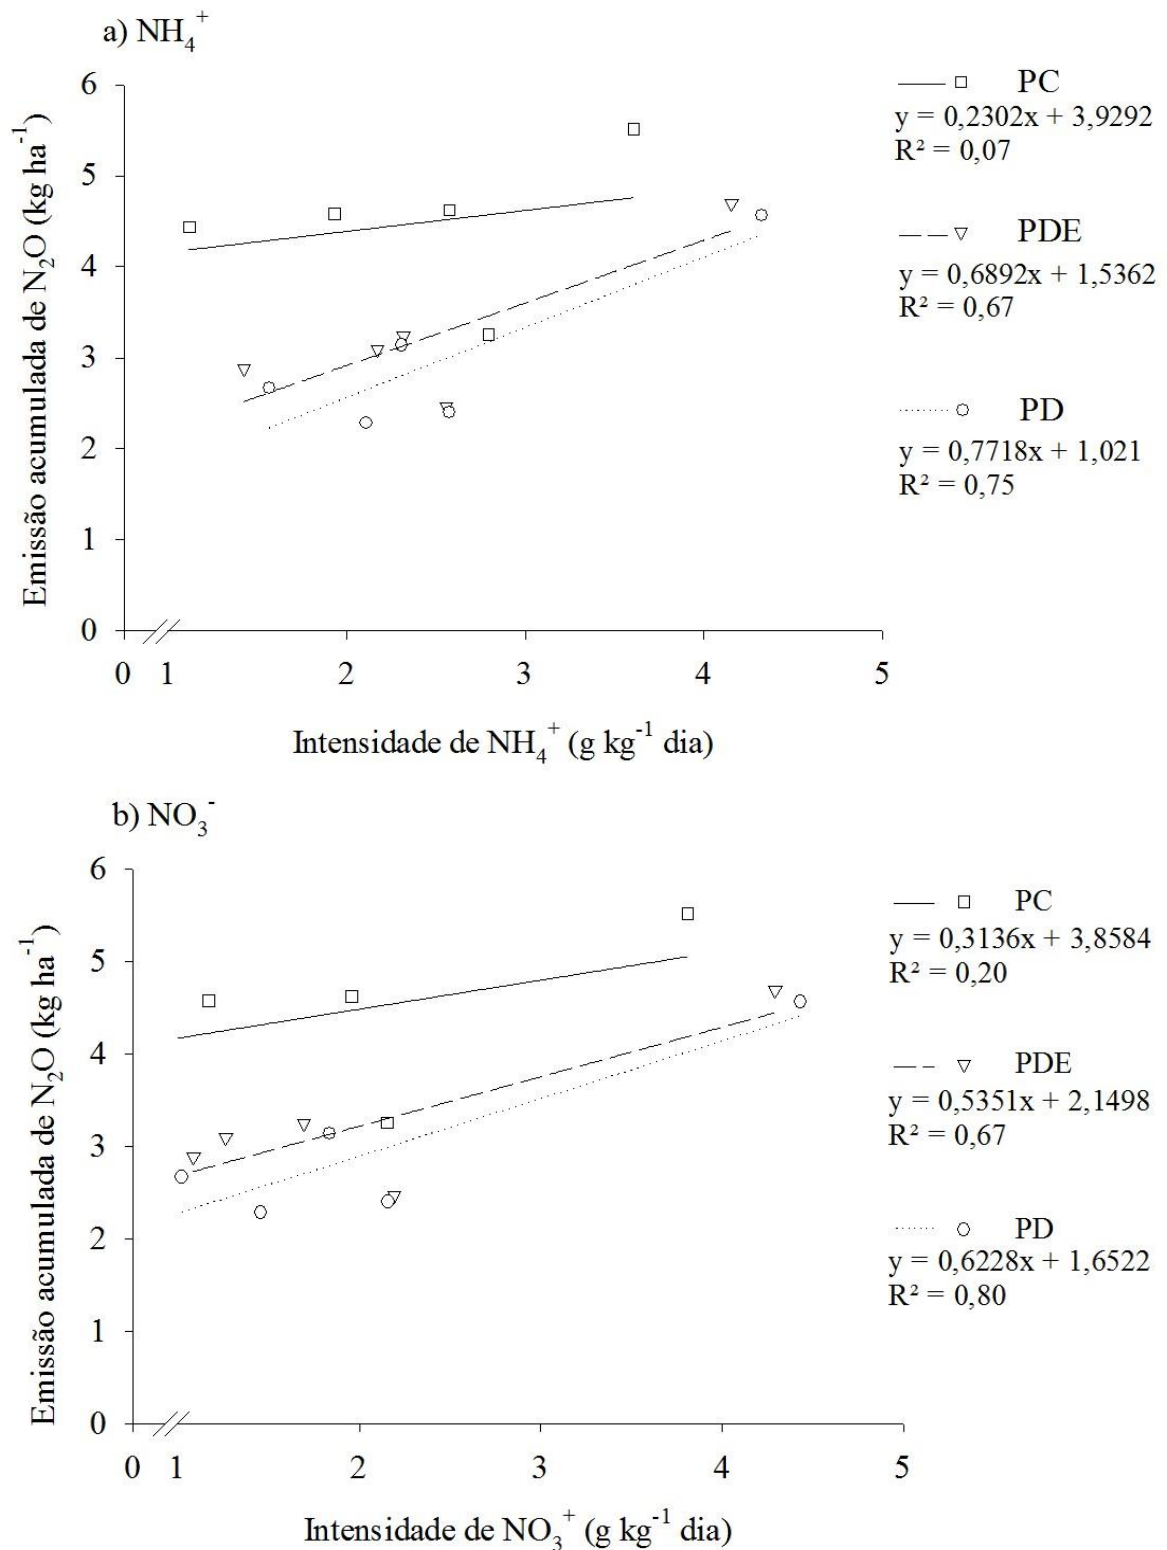 a) NH₄⁺
6
5
4
3
2
1
0
Emissão acumulada de N₂O (kg ha⁻¹)
0 1 2 3 4 5
Intensidade de NH₄⁺ (g kg⁻¹ dia)
PC
y = 0,2302x + 3,9292
R² = 0,07
PDE
y = 0,6892x + 1,5362
R² = 0,67
PD
y = 0,7718x + 1,021
R² = 0,75
b) NO₃⁻
6
5
4
3
2
1
0
Emissão acumulada de N₂O (kg ha⁻¹)
0 1 2 3 4 5
Intensidade de NO₃⁺ (g kg⁻¹ dia)
PC
y = 0,3136x + 3,8584
R² = 0,20
PDE
y = 0,5351x + 2,1498
R² = 0,67
PD
y = 0,6228x + 1,6522
R² = 0,80